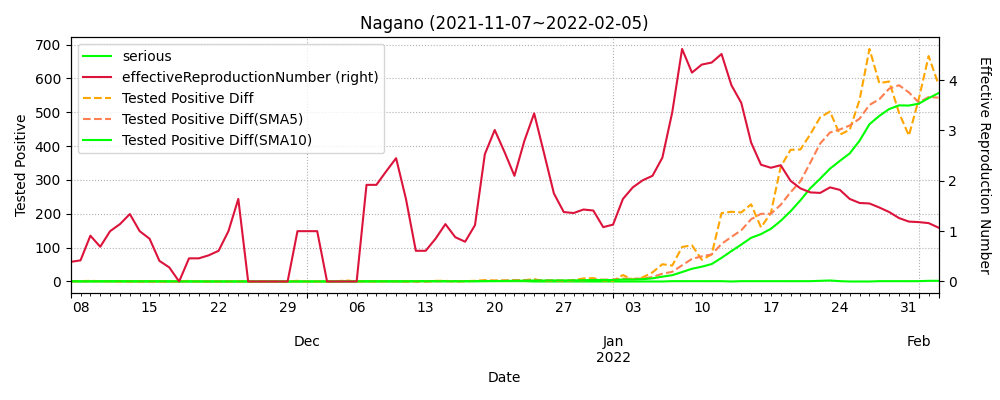 Nagano (2021-11-07~2022-02-05)
serious
effectiveReproductionNumber (right)
Tested Positive Diff
Tested Positive Diff(SMA5)
Tested Positive Diff(SMA10)
Tested Positive
700
600
500
400
300
200
100
0
Effective Reproduction Number
4
3
2
1
0
08 15 22 29 06 13 20 27 03 10 17 24 31
Dec Jan Feb
2022
Date